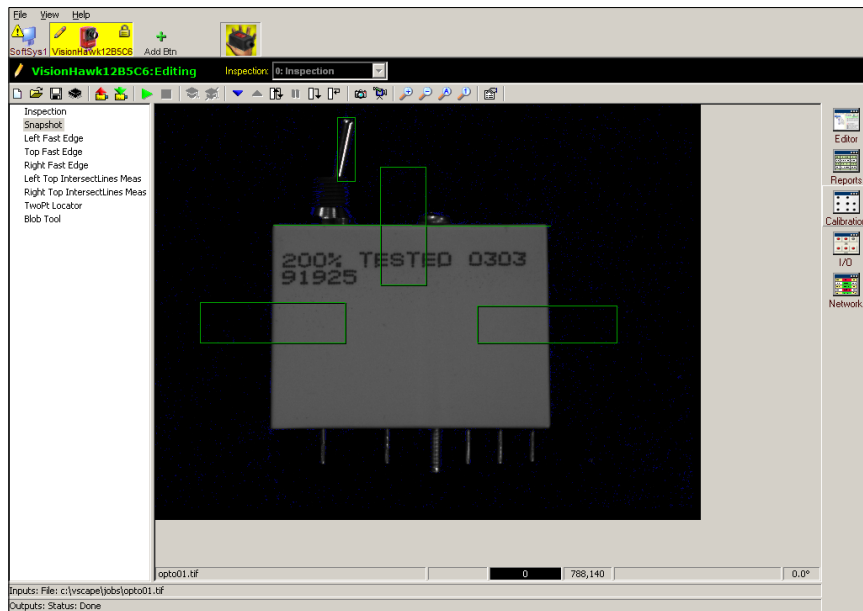 File View Help
SoftSys1 VisionHawk12B5C6 Add Btn
VisionHawk12B5C6:Editing Inspection: 0: Inspection
Inspection
Snapshot
Left Fast Edge
Top Fast Edge
Right Fast Edge
Left Top IntersectLines Meas
Right Top IntersectLines Meas
TwoPt Locator
Blob Tool
200% TESTED 0303
91925
Editor
Reports
Calibration
I/O
Network
opto01.tif 0 788,140 0.0°
Inputs: File: c:\vscape\jobs\opto01.tif
Outputs: Status: Done